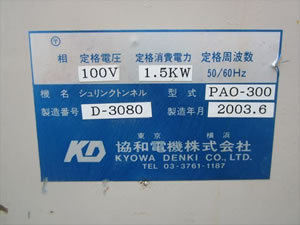 相 定格電圧 定格消費電力 定格周波数
100V 1.5KW 50/60Hz
機名 シュリンクトンネル 型式 PAO-300
製造番号 D-3080 製造年月 2003.6
東京 横浜
KD 協和電機株式会社
KYOWA DENKI CO., LTD.
TEL 03-3761-1187